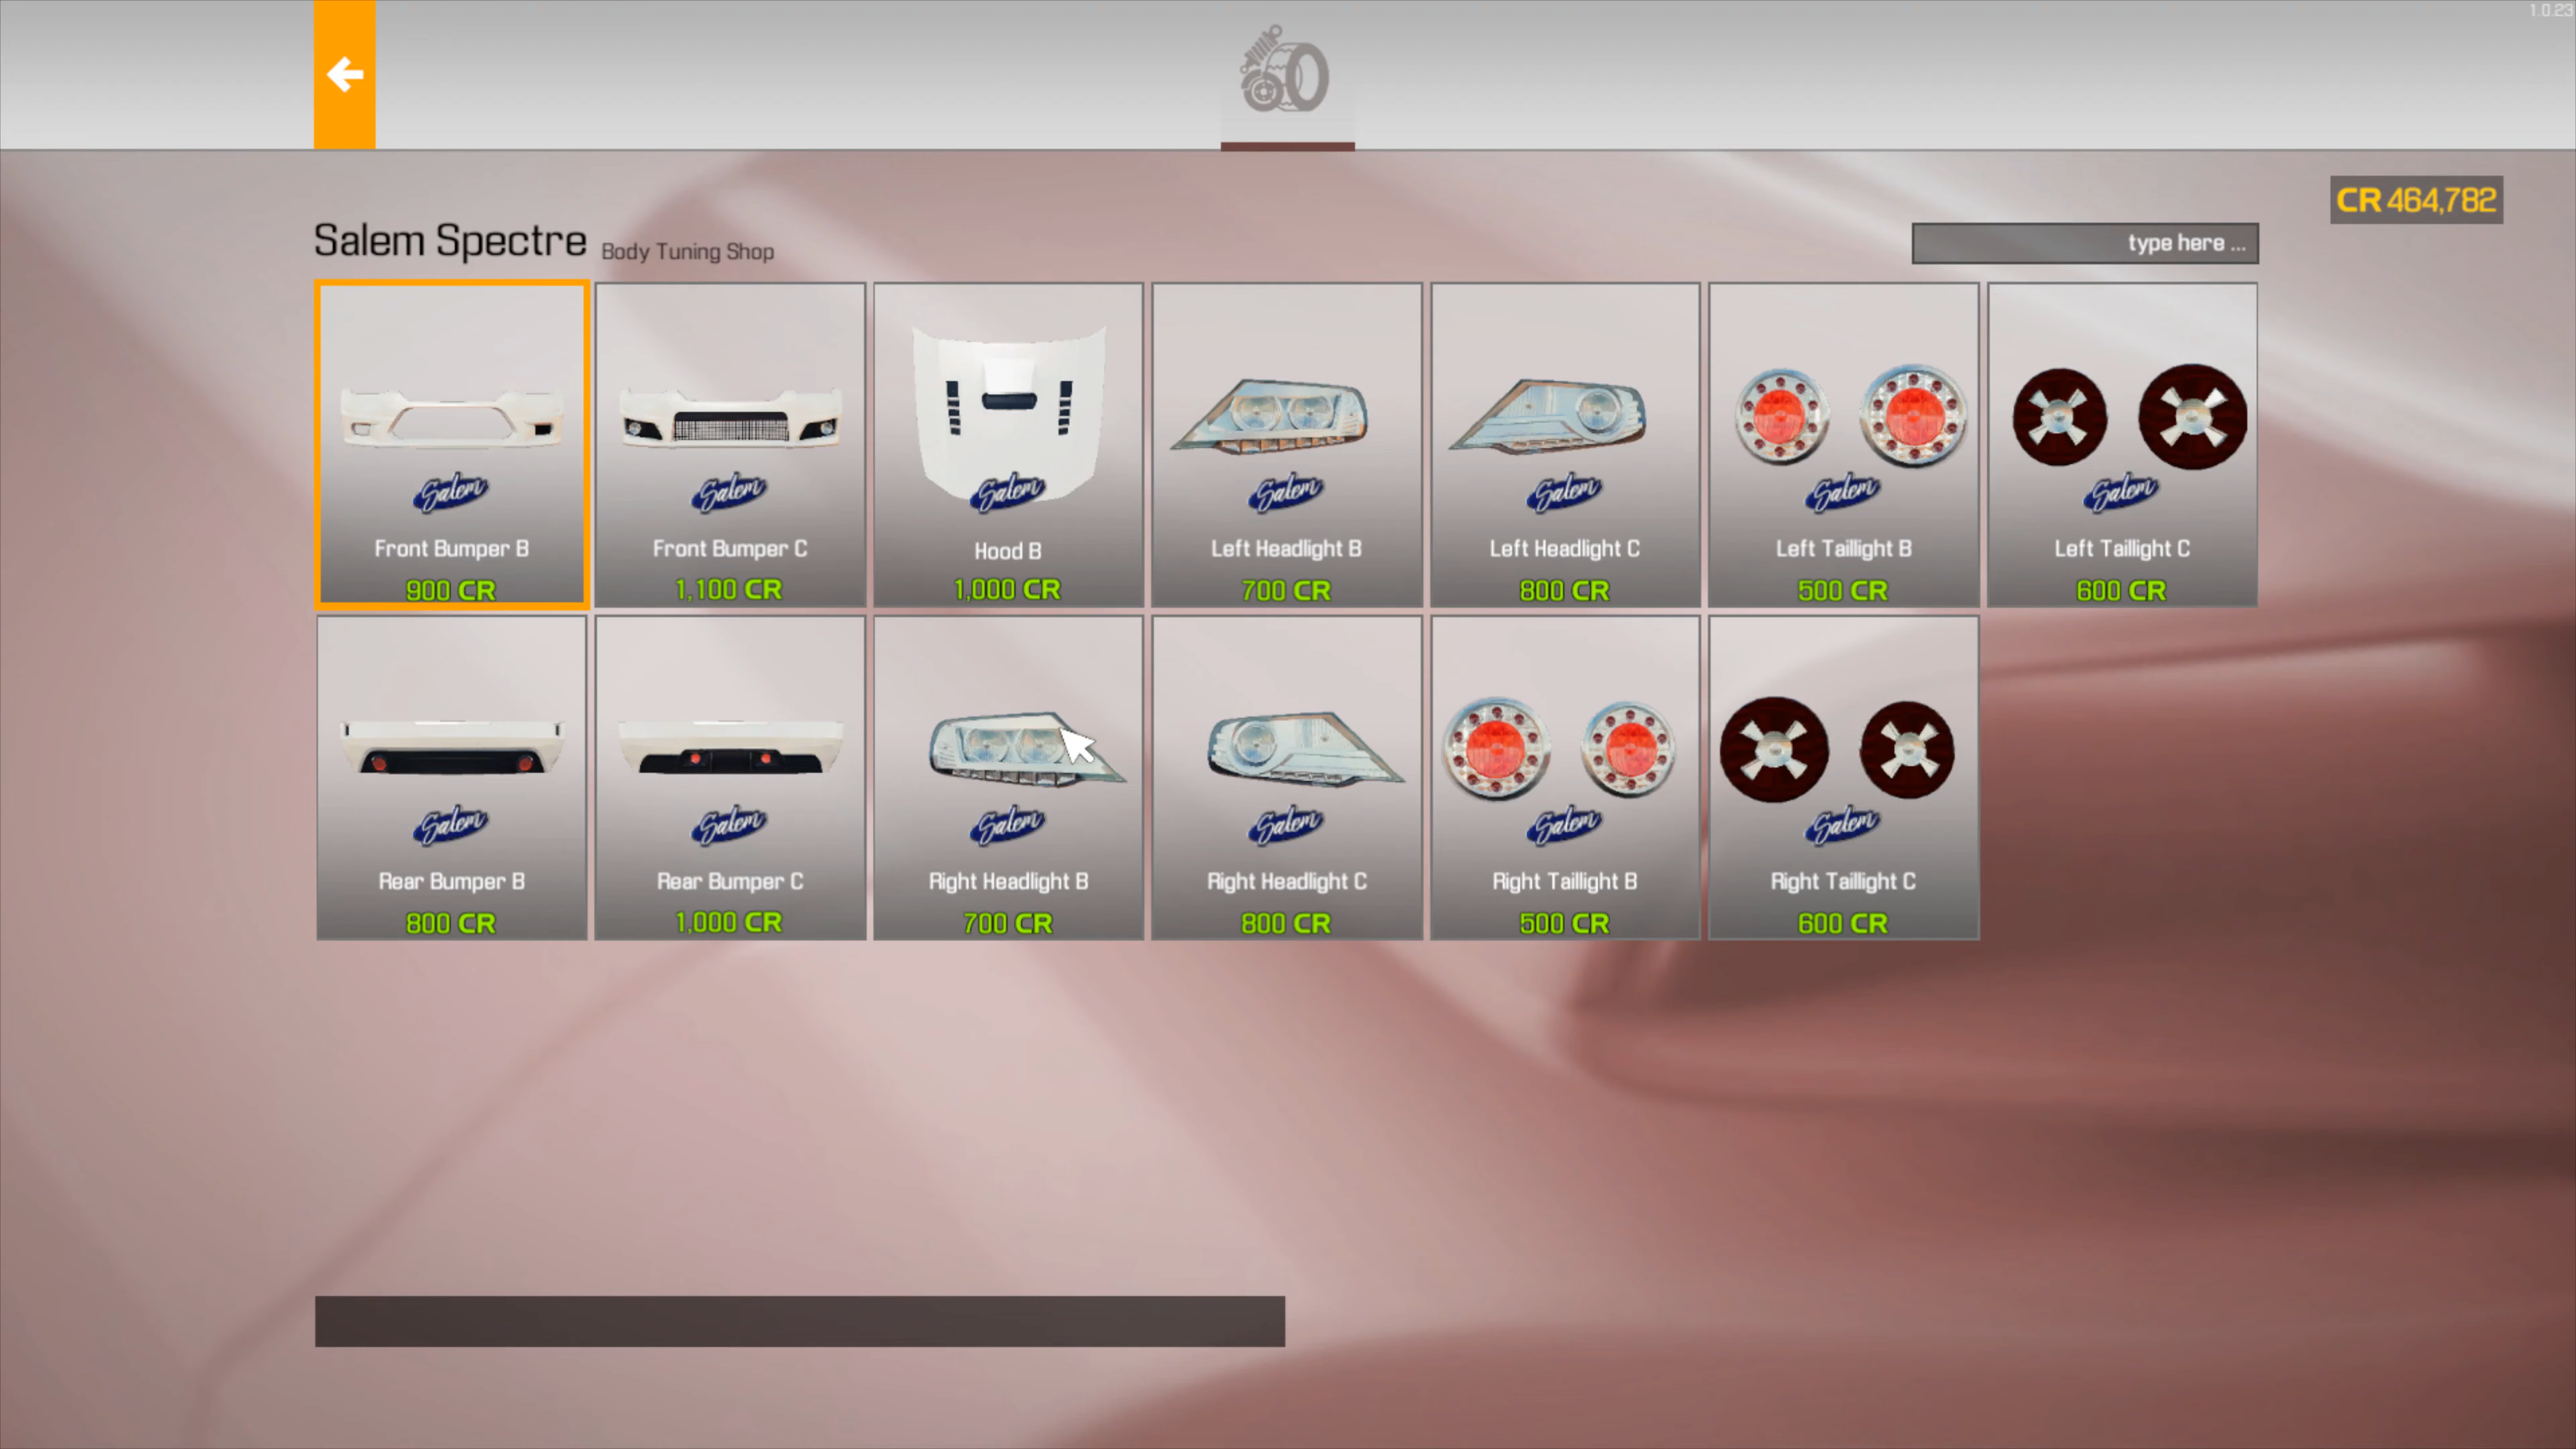 1.0.23
CR 464,782
Salem Spectre Body Tuning Shop
type here ...
Salem
Front Bumper B
900 CR
Salem
Front Bumper C
1,100 CR
Salem
Hood B
1,000 CR
Salem
Left Headlight B
700 CR
Salem
Left Headlight C
800 CR
Salem
Left Taillight B
500 CR
Salem
Left Taillight C
600 CR
Salem
Rear Bumper B
800 CR
Salem
Rear Bumper C
1,000 CR
Salem
Right Headlight B
700 CR
Salem
Right Headlight C
800 CR
Salem
Right Taillight B
500 CR
Salem
Right Taillight C
600 CR